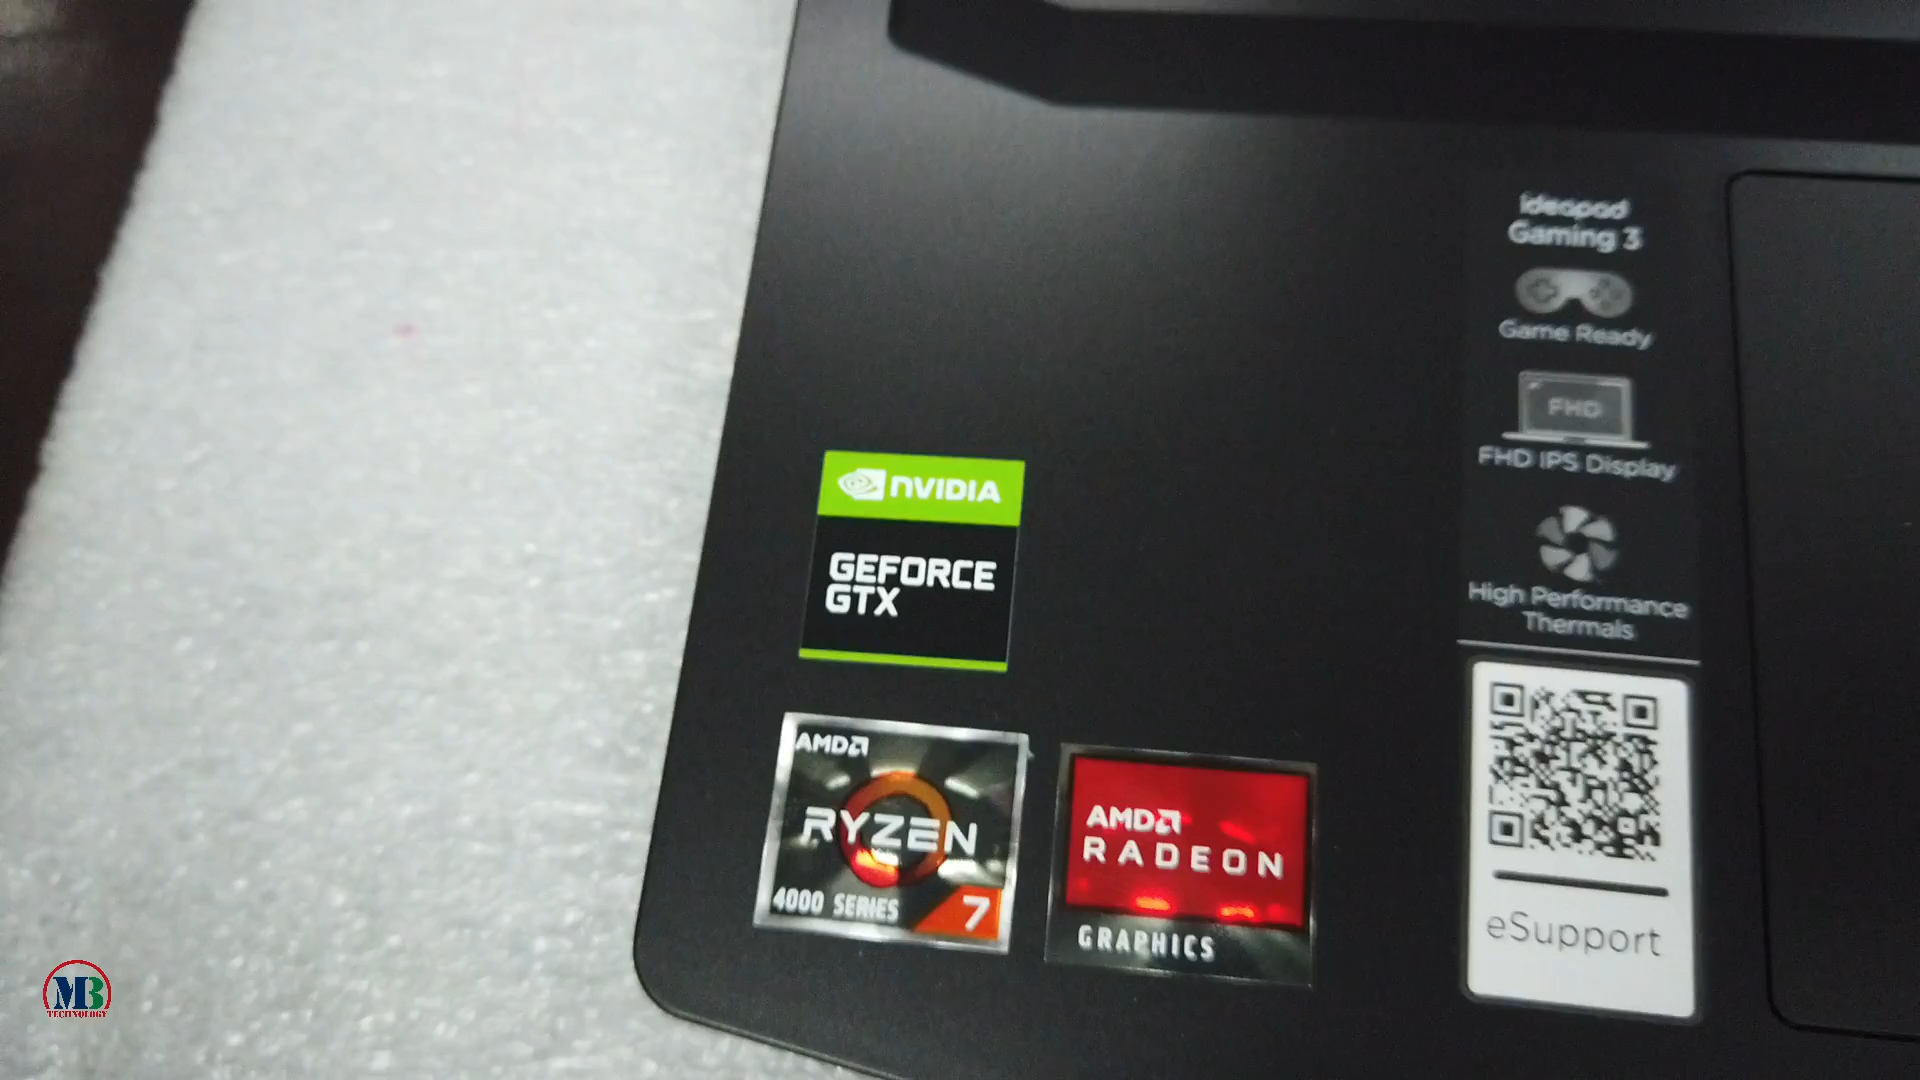 ideapad
Gaming 3
Game Ready
FHD
FHD IPS Display
High Performance
Thermals
eSupport
NVIDIA
GEFORCE
GTX
AMD
RYZEN
4000 SERIES 7
AMD
RADEON
GRAPHICS
MB
TECHNOLOGY